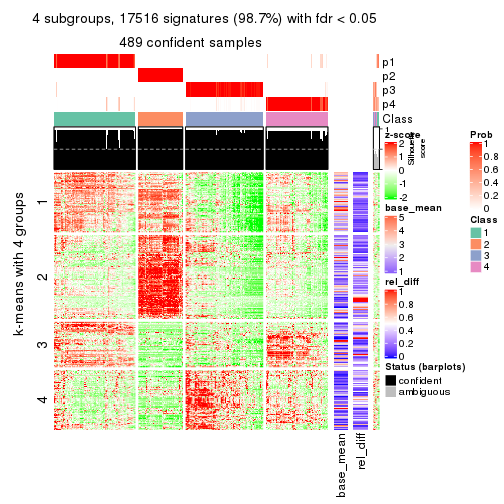 4 subgroups, 17516 signatures (98.7%) with fdr < 0.05
489 confident samples
p1
p2
p3
p4
Class
1
Silhouette
score
k-means with 4 groups
1
2
3
4
base_mean
rel_diff
z-score
2
1
0
-1
-2
base_mean
5
4
3
2
1
rel_diff
1
0.8
0.6
0.4
0.2
0
Status (barplots)
confident
ambiguous
Prob
1
0.8
0.6
0.4
0.2
0
Class
1
2
3
4